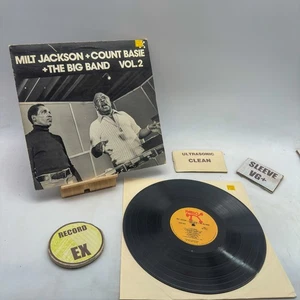 MILT JACKSON + COUNT BASIE
+ THE BIG BAND VOL. 2
ULTRASONIC
CLEAN
SLEEVE
VG+
RECORD
EX